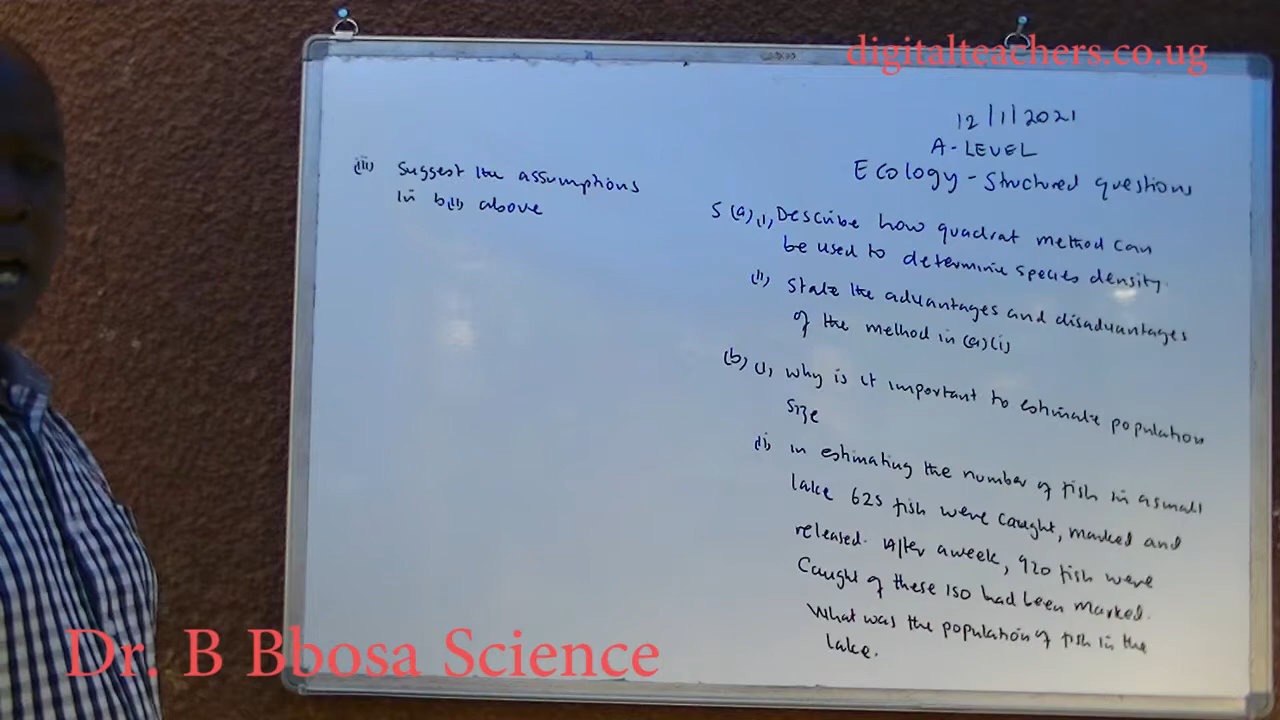 digitalteachers.co.ug
12/1/2021
A-LEVEL
Ecology - Structured questions
5 (a) (i) Describe how quadrat method can
be used to determine species density.
(ii) State the advantages and disadvantages
of the method in (a)(i)
(b) (i) Why is it important to estimate population
size
(ii) in estimating the number of fish in a small
lake 625 fish were caught, marked and
released. After a week, 920 fish were
Caught of these 150 had been marked.
What was the population of fish in the
lake.
(iii) Suggest the assumptions
in b(ii) above
Dr. B Bbosa Science